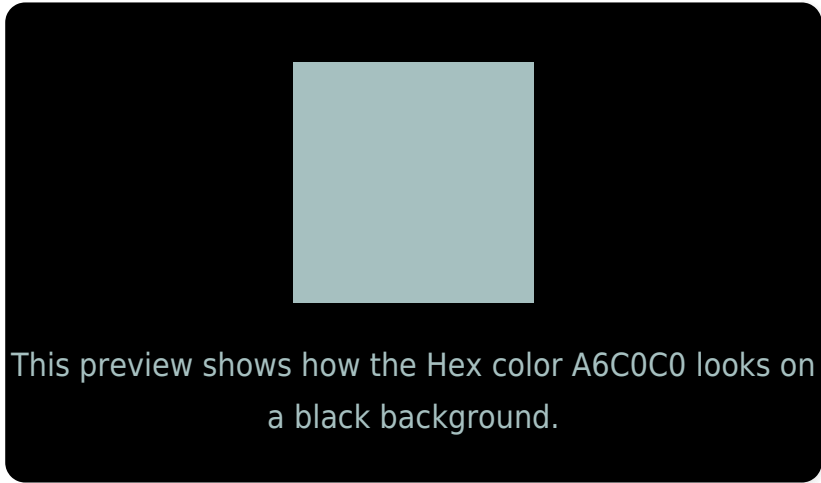 This preview shows how the Hex color A6C0C0 looks on
a black background.